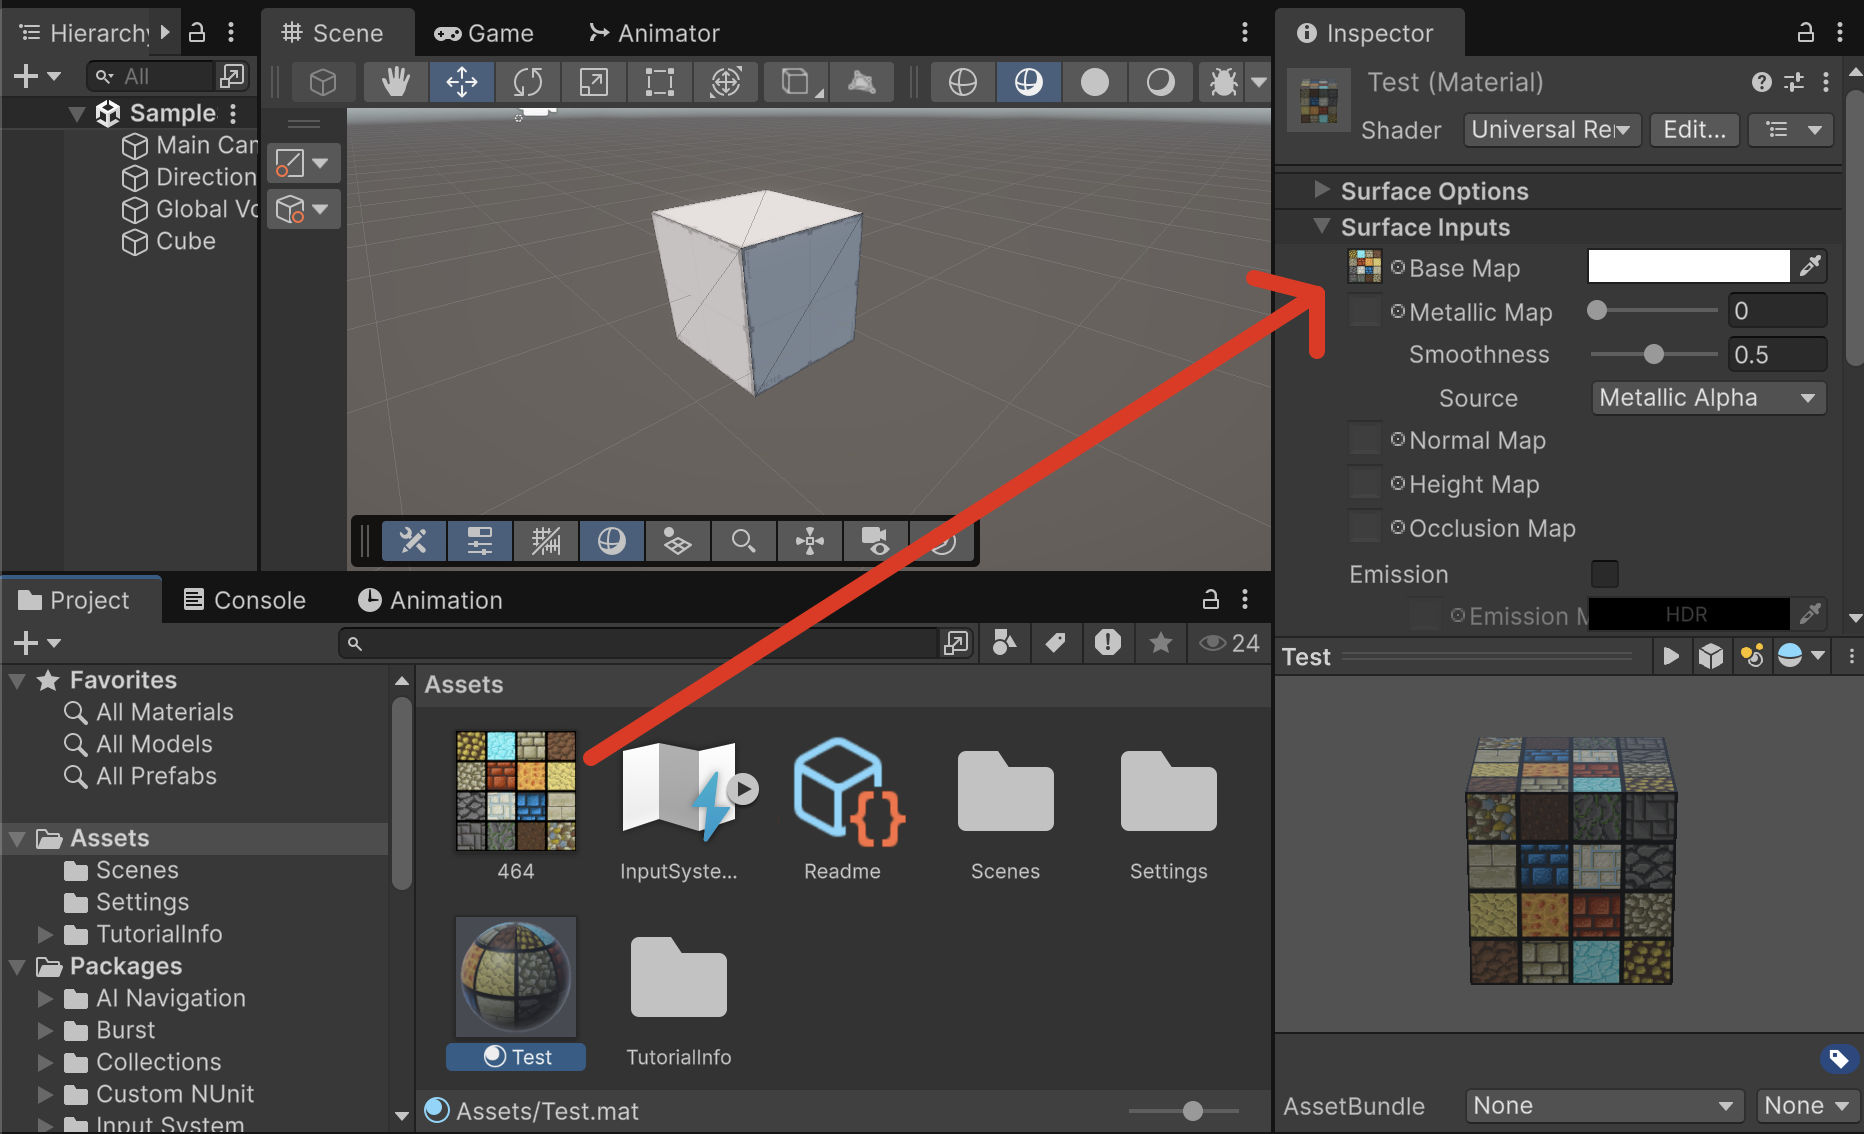 Hierarchy
All
Sample
Main Cam
Direction
Global Vo
Cube
Scene
Game
Animator
Inspector
Test (Material)
Shader
Universal Re
Edit...
Surface Options
Surface Inputs
Base Map
Metallic Map
0
Smoothness
0.5
Source
Metallic Alpha
Normal Map
Height Map
Occlusion Map
Emission
Emission M
HDR
Project
Console
Animation
24
Favorites
All Materials
All Models
All Prefabs
Assets
Scenes
Settings
TutorialInfo
Packages
AI Navigation
Burst
Collections
Custom NUnit
Input System
Assets
464
InputSyste...
Readme
Scenes
Settings
Test
TutorialInfo
Assets/Test.mat
Test
AssetBundle
None
None